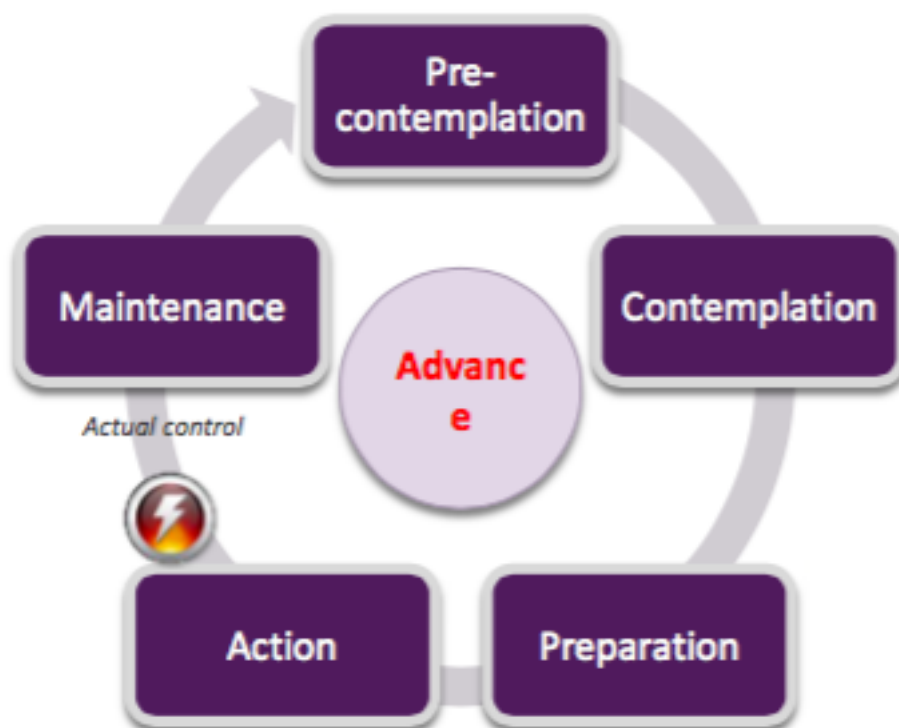 Pre-
contemplation
Maintenance
Contemplation
Advanc
e
Actual control
Action
Preparation